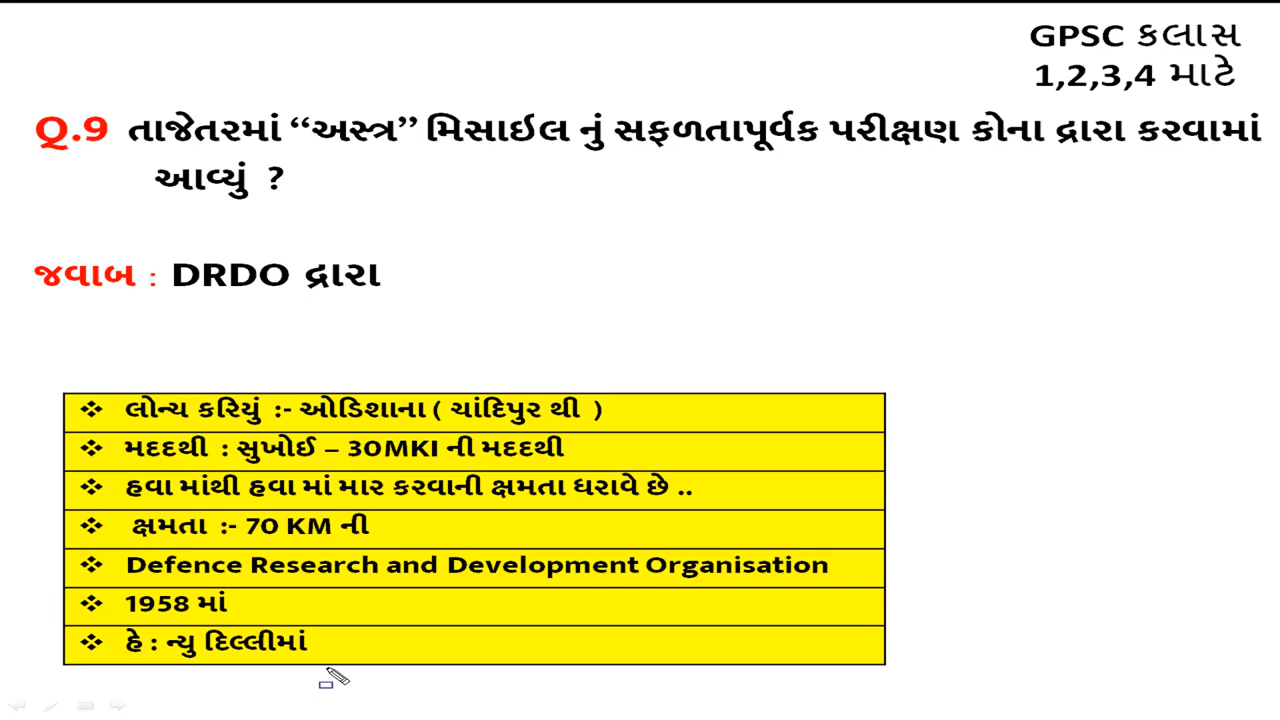 GPSC કલાસ
1,2,3,4 માટે
Q.9 તાજેતરમાં “અસ્ત્ર” મિસાઇલ નું સફળતાપૂર્વક પરીક્ષણ કોના દ્રારા કરવામાં
આવ્યું ?
જવાબ : DRDO દ્રારા
❖ લોન્ચ કરિયું :- ઓડિશાના ( ચાંદિપુર થી )
❖ મદદથી : સુખોઈ – 30MKI ની મદદથી
❖ હવા માંથી હવા માં માર કરવાની ક્ષમતા ધરાવે છે ..
❖ ક્ષમતા :- 70 KM ની
❖ Defence Research and Development Organisation
❖ 1958 માં
❖ હે : ન્યુ દિલ્લીમાં